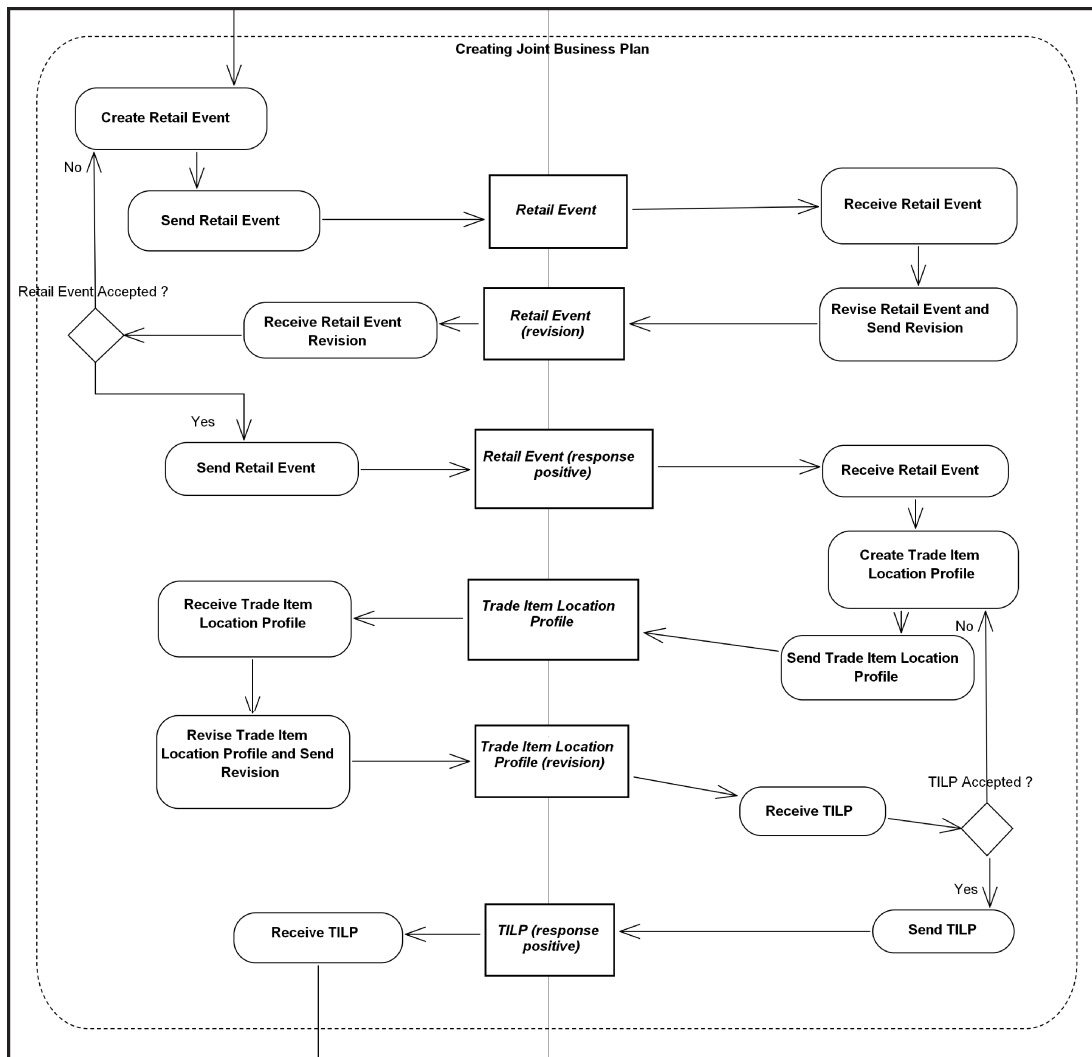 Creating Joint Business Plan
Create Retail Event
No
Send Retail Event
Retail Event
Receive Retail Event
Retail Event Accepted ?
Receive Retail Event
Revision
Retail Event
(revision)
Revise Retail Event and
Send Revision
Yes
Send Retail Event
Retail Event (response
positive)
Receive Retail Event
Create Trade Item
Location Profile
Receive Trade Item
Location Profile
Trade Item Location
Profile
No
Send Trade Item Location
Profile
Revise Trade Item
Location Profile and Send
Revision
Trade Item Location
Profile (revision)
TILP Accepted ?
Receive TILP
Yes
Receive TILP
TILP (response
positive)
Send TILP